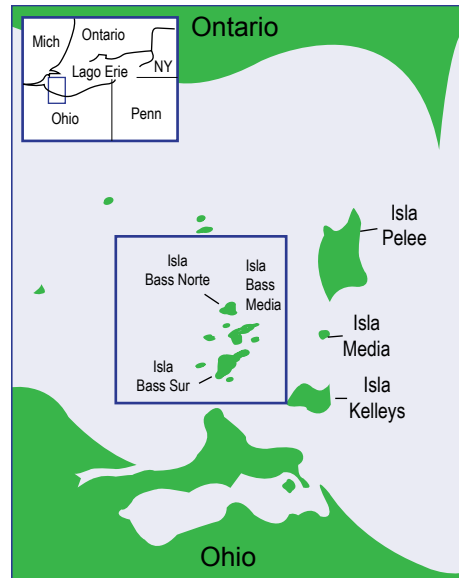 Ontario
Mich
Ontario
Lago Erie
NY
Ohio
Penn
Isla
Pelee
Isla
Bass Norte
Isla
Bass
Media
Isla
Media
Isla
Bass Sur
Isla
Kelleys
Ohio